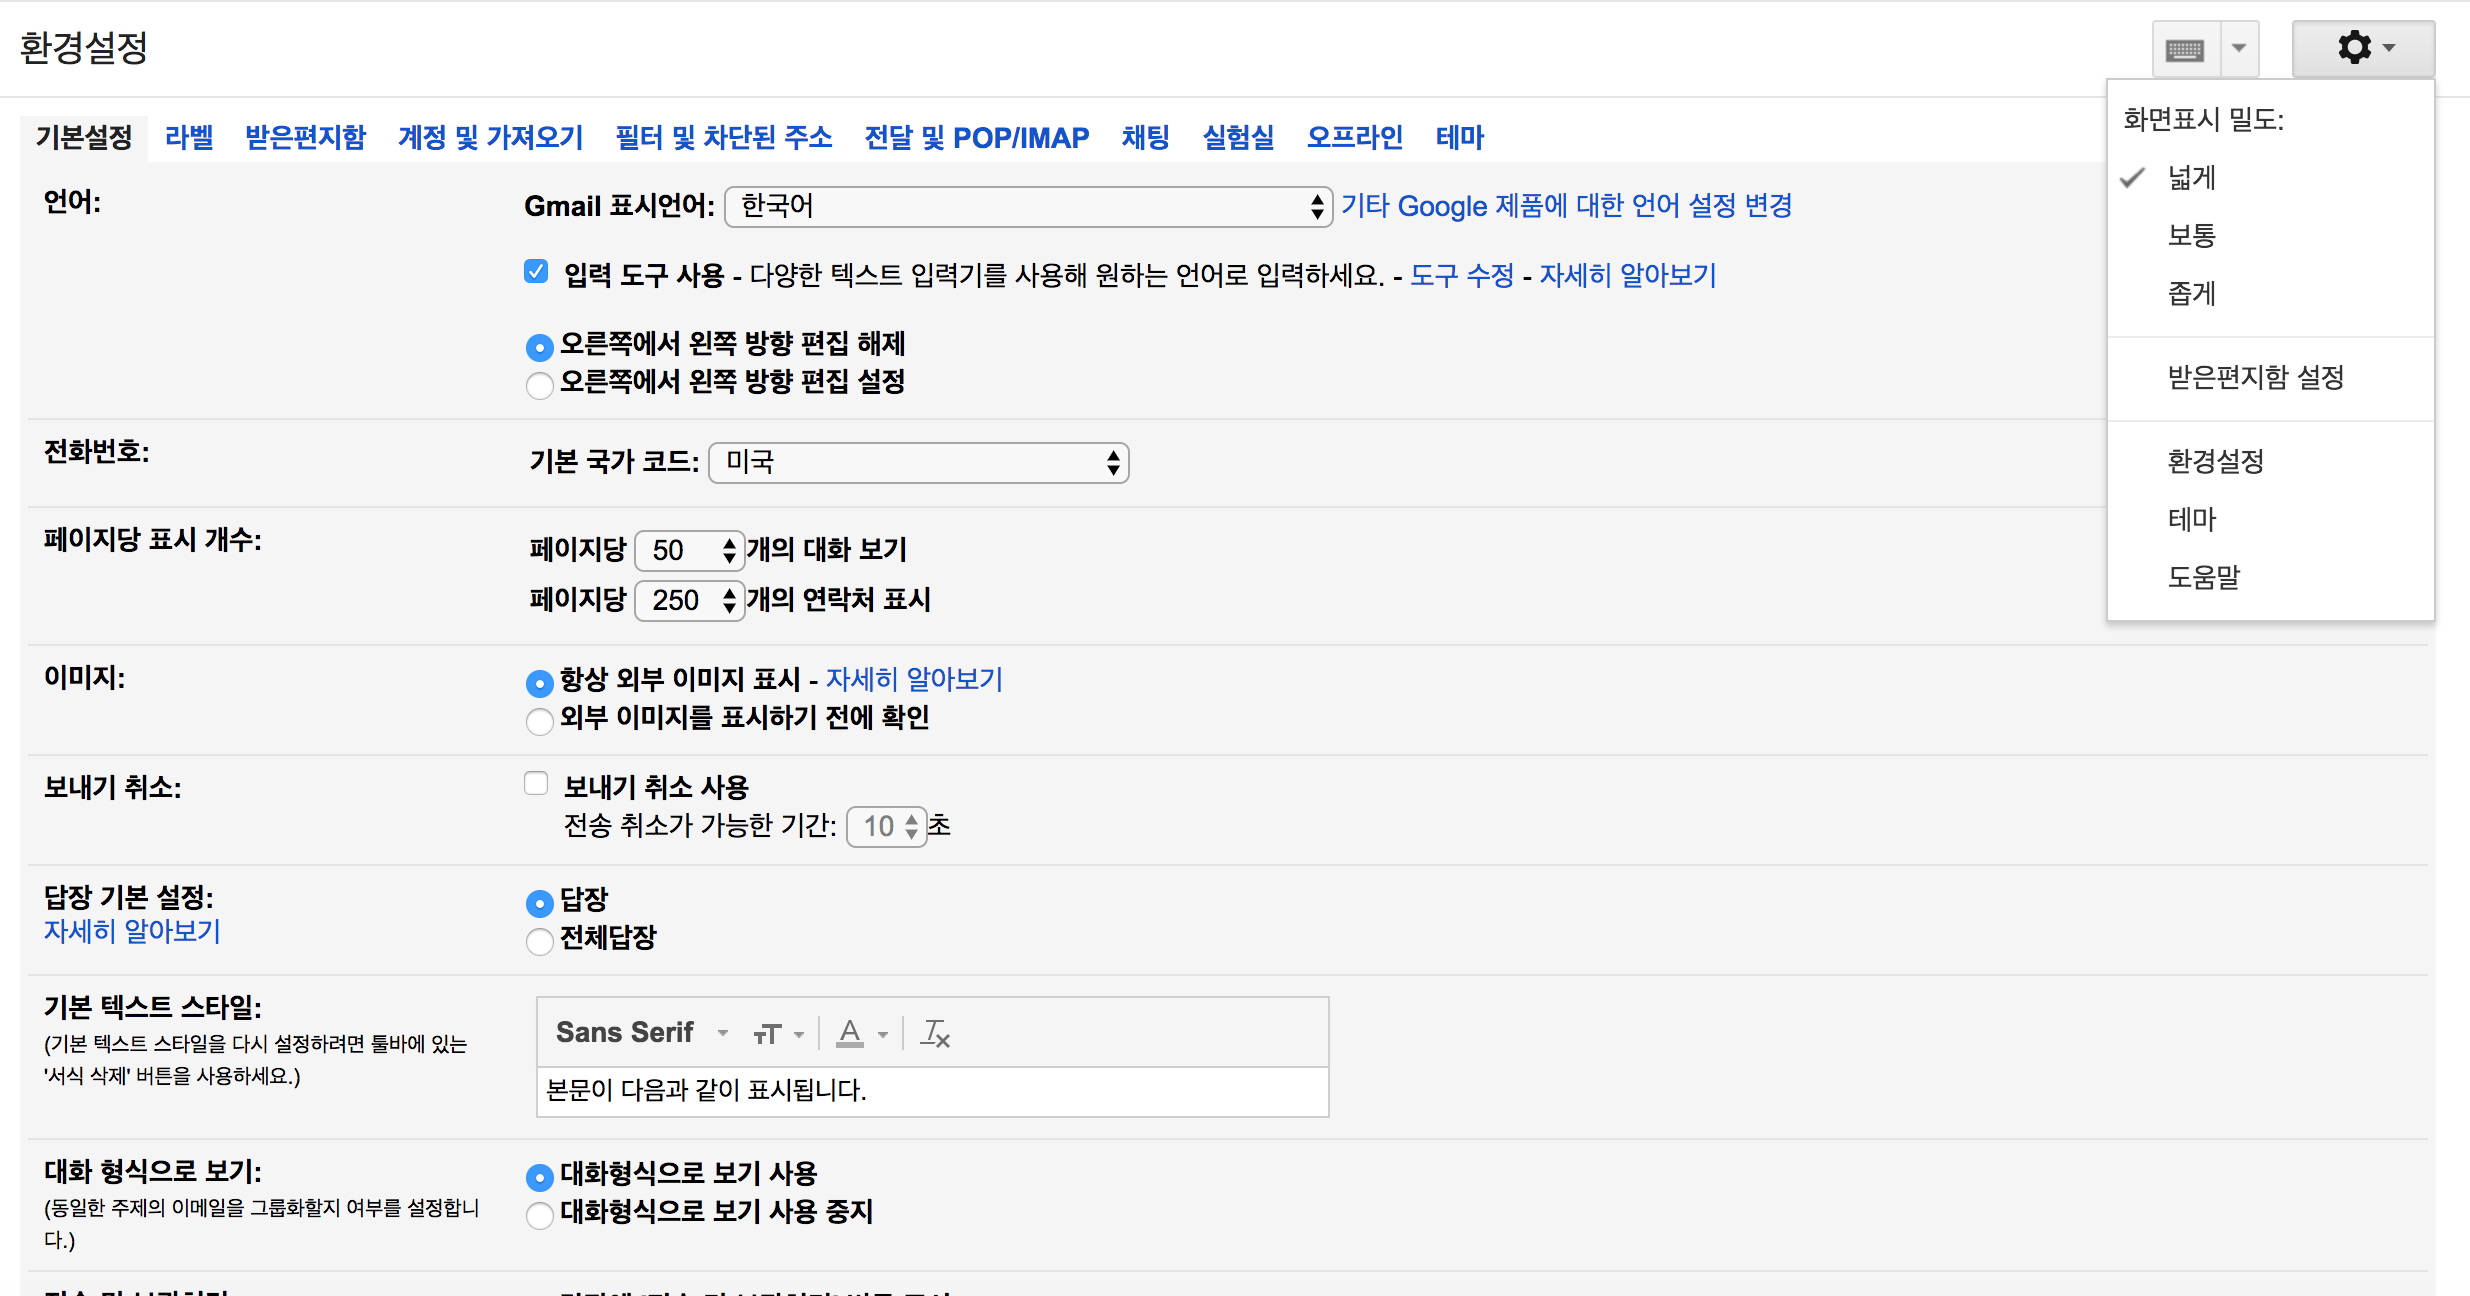 환경설정
기본설정 라벨 받은편지함 계정 및 가져오기 필터 및 차단된 주소 전달 및 POP/IMAP 채팅 실험실 오프라인 테마
화면표시 밀도:
넓게
보통
좁게
받은편지함 설정
환경설정
테마
도움말
언어:
Gmail 표시언어: 한국어 기타 Google 제품에 대한 언어 설정 변경
입력 도구 사용 - 다양한 텍스트 입력기를 사용해 원하는 언어로 입력하세요. - 도구 수정 - 자세히 알아보기
오른쪽에서 왼쪽 방향 편집 해제
오른쪽에서 왼쪽 방향 편집 설정
전화번호:
기본 국가 코드: 미국
페이지당 표시 개수:
페이지당 50 개의 대화 보기
페이지당 250 개의 연락처 표시
이미지:
항상 외부 이미지 표시 - 자세히 알아보기
외부 이미지를 표시하기 전에 확인
보내기 취소:
보내기 취소 사용
전송 취소가 가능한 기간: 10 초
답장 기본 설정:
자세히 알아보기
답장
전체답장
기본 텍스트 스타일:
(기본 텍스트 스타일을 다시 설정하려면 툴바에 있는
'서식 삭제' 버튼을 사용하세요.)
Sans Serif
본문이 다음과 같이 표시됩니다.
대화 형식으로 보기:
(동일한 주제의 이메일을 그룹화할지 여부를 설정합니
다.)
대화형식으로 보기 사용
대화형식으로 보기 사용 중지